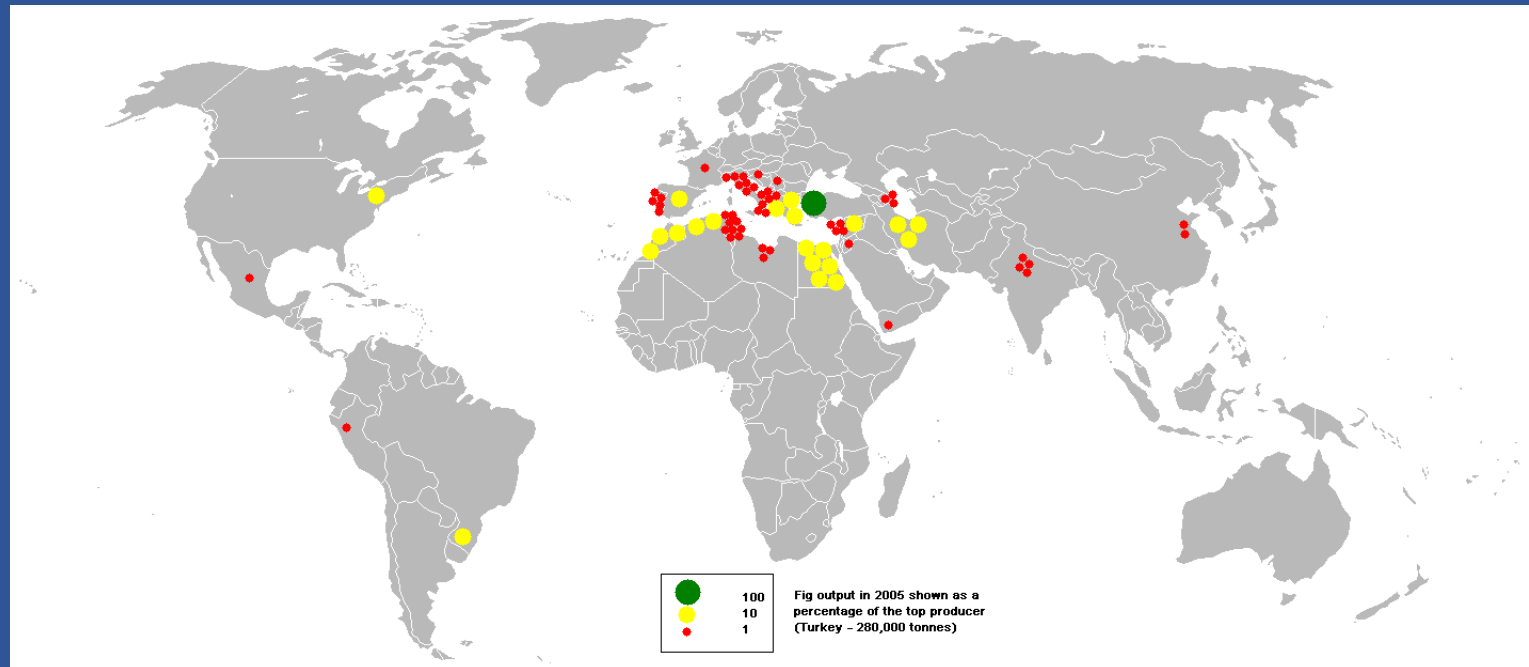 100
10
1
Fig output in 2005 shown as a
percentage of the top producer
(Turkey - 280,000 tonnes)